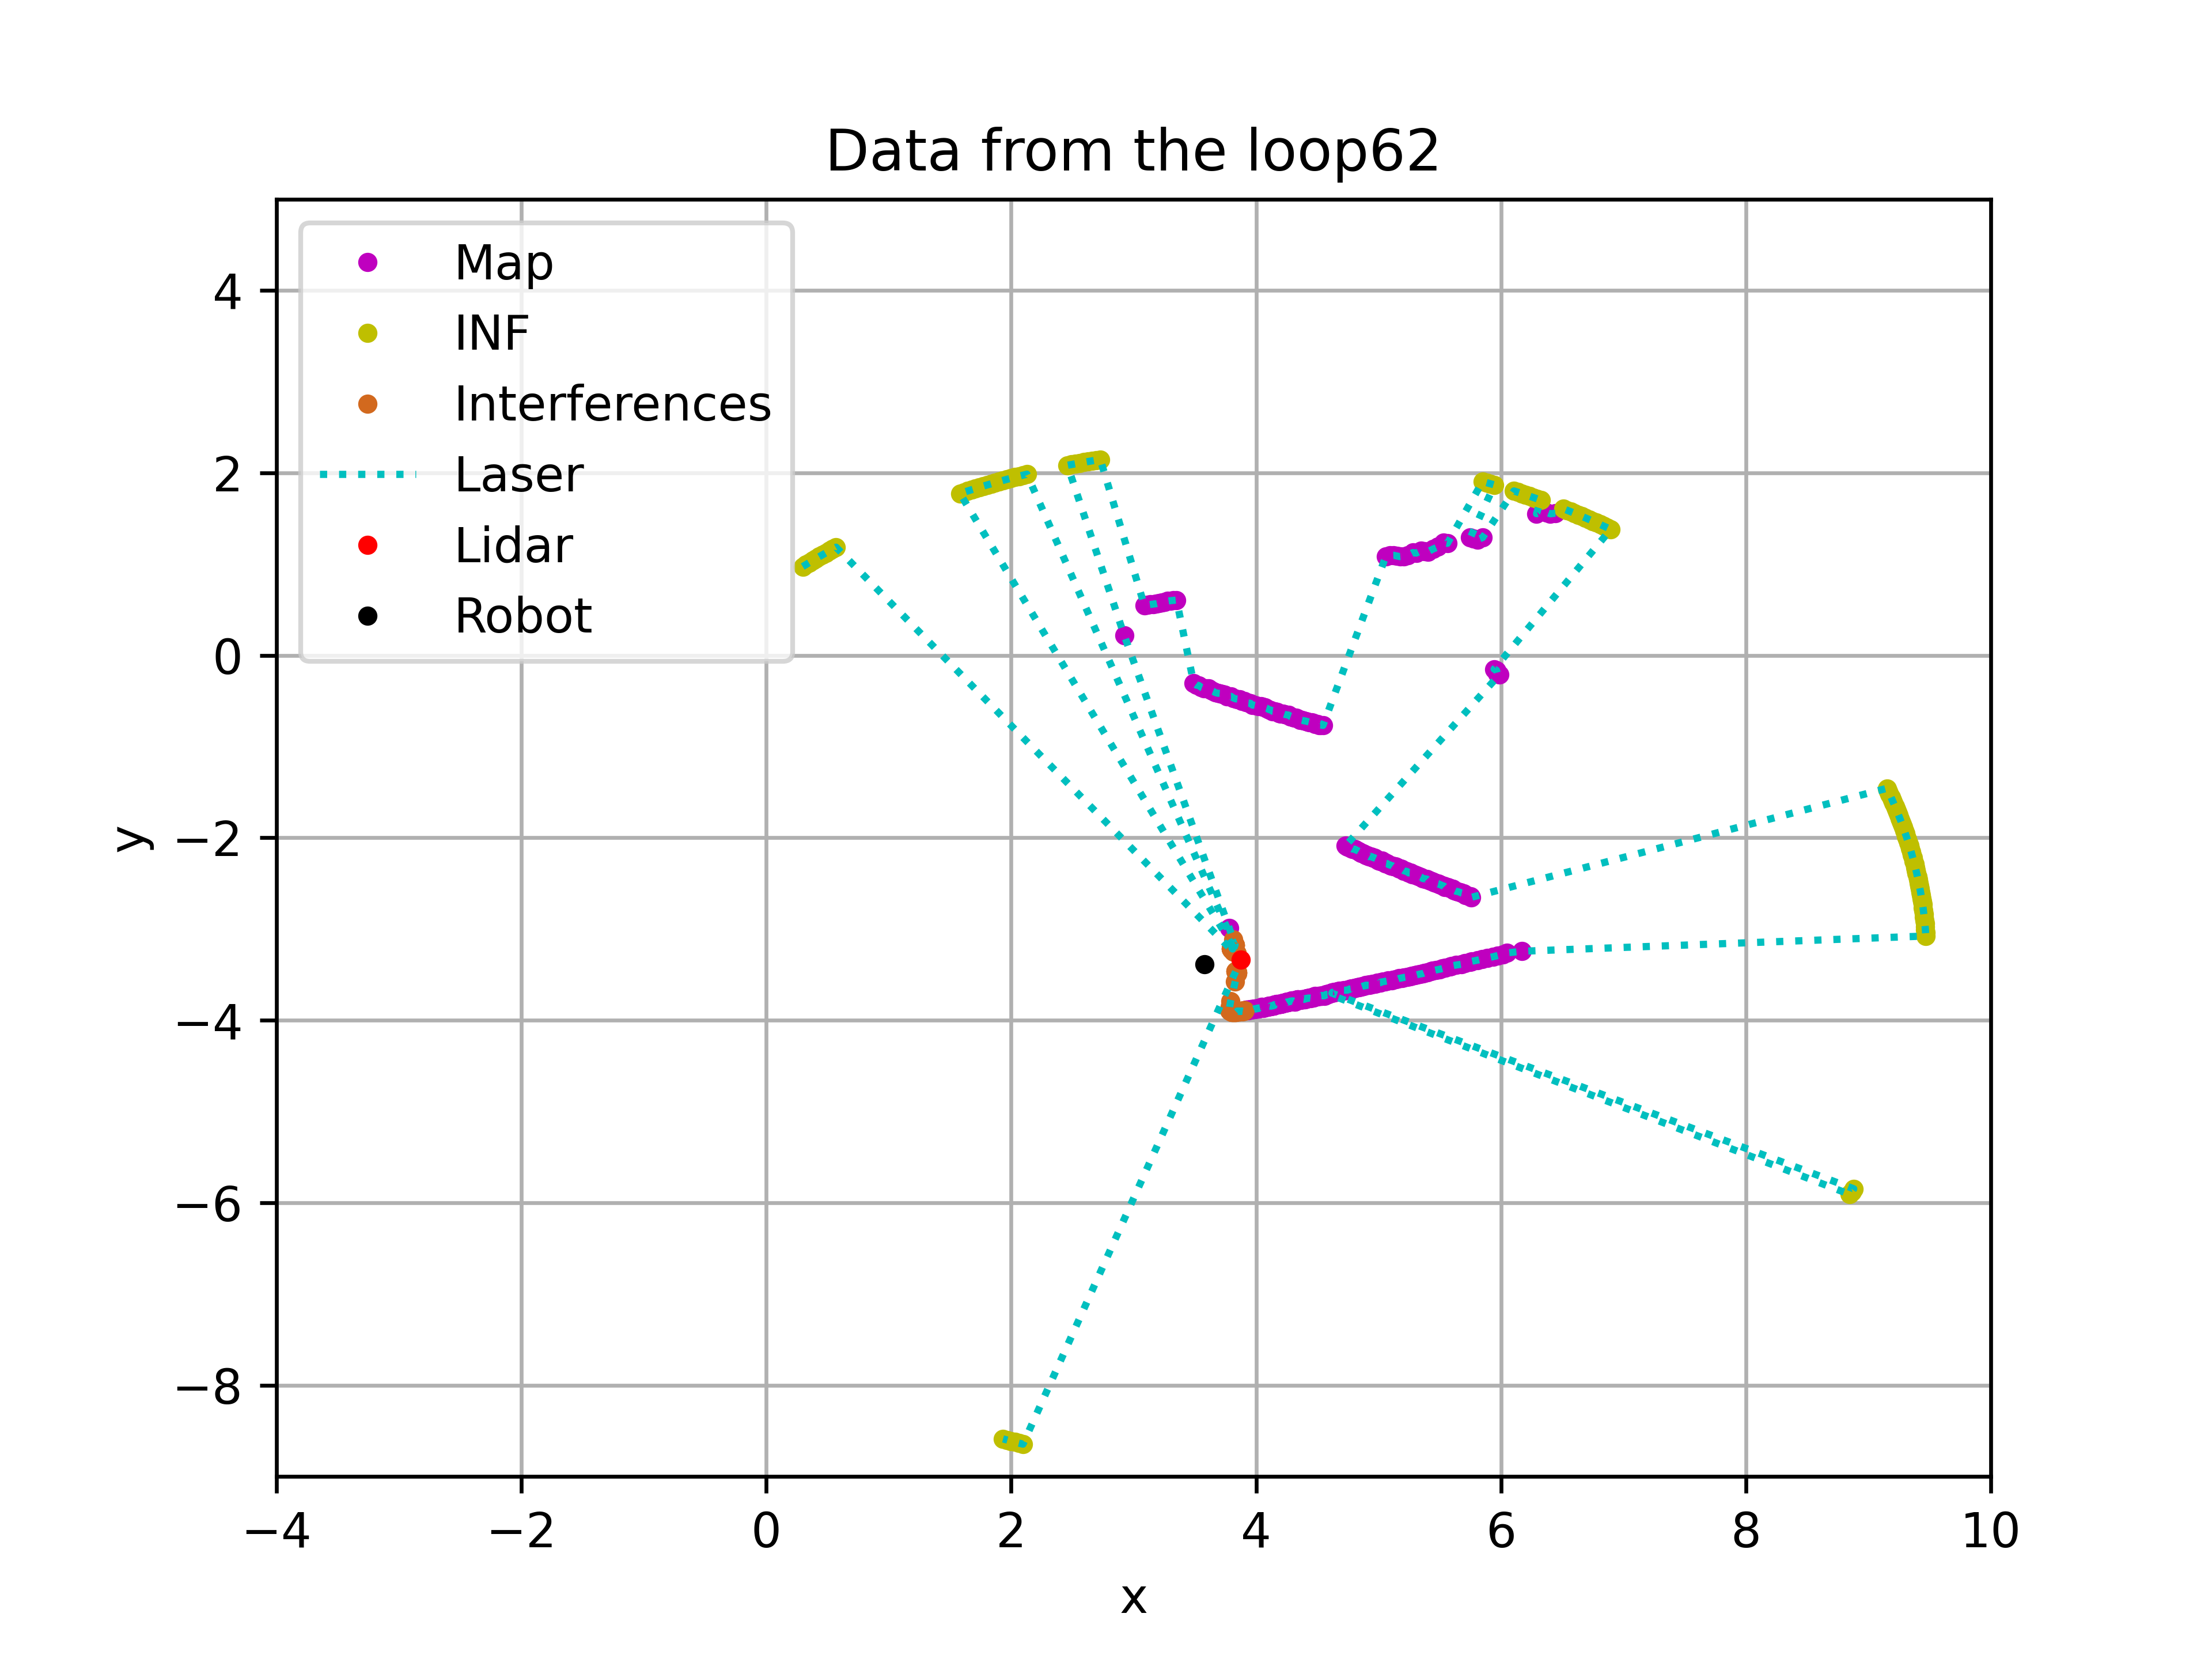 Data from the loop62
Map
INF
Interferences
Laser
Lidar
Robot
4
2
0
−2
−4
−6
−8
y
−4 −2 0 2 4 6 8 10
x